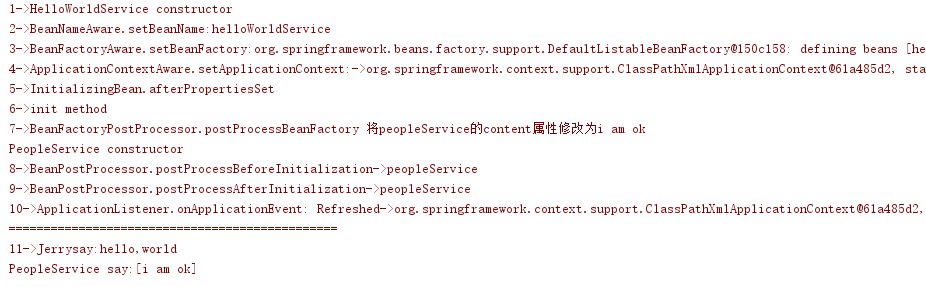 1->HelloWorldService constructor
2->BeanNameAware.setBeanName:helloWorldService
3->BeanFactoryAware.setBeanFactory:org.springframework.beans.factory.support.DefaultListableBeanFactory@150c158: defining beans [he
4->ApplicationContextAware.setApplicationContext:->org.springframework.context.support.ClassPathXmlApplicationContext@61a485d2, sta
5->InitializingBean.afterPropertiesSet
6->init method
7->BeanFactoryPostProcessor.postProcessBeanFactory 将peopleService的content属性修改为i am ok
PeopleService constructor
8->BeanPostProcessor.postProcessBeforeInitialization->peopleService
9->BeanPostProcessor.postProcessAfterInitialization->peopleService
10->ApplicationListener.onApplicationEvent: Refreshed->org.springframework.context.support.ClassPathXmlApplicationContext@61a485d2,
===============================================
11->Jerrysay:hello,world
PeopleService say:[i am ok]